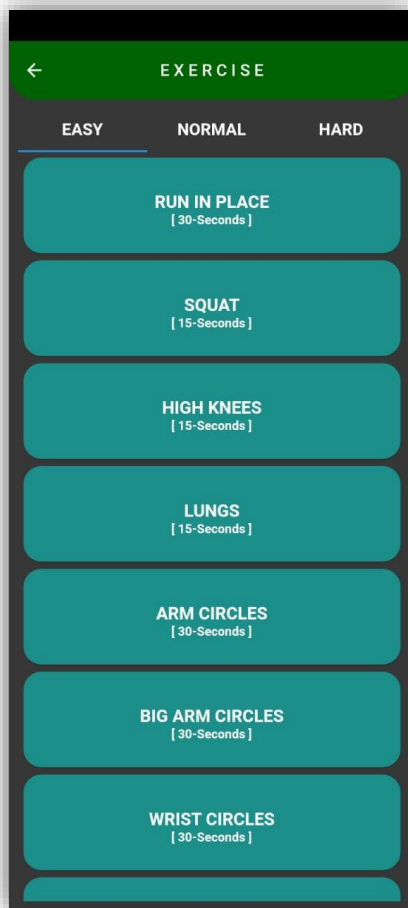 EXERCISE
EASY NORMAL HARD
RUN IN PLACE
[ 30-Seconds ]
SQUAT
[ 15-Seconds ]
HIGH KNEES
[ 15-Seconds ]
LUNGS
[ 15-Seconds ]
ARM CIRCLES
[ 30-Seconds ]
BIG ARM CIRCLES
[ 30-Seconds ]
WRIST CIRCLES
[ 30-Seconds ]